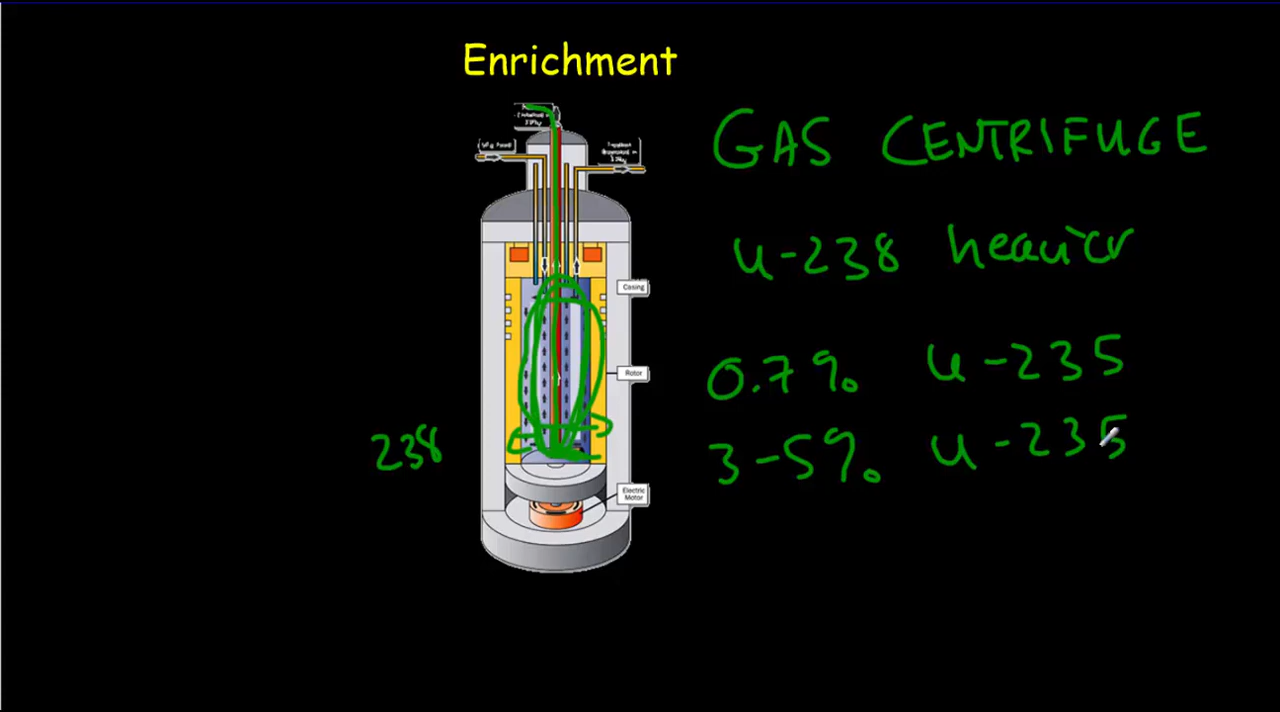 Enrichment
GAS CENTRIFUGE
U-238 heavier
Casing
0.7% U-235
Rotor
238
3-5% U-235
Electric
Motor